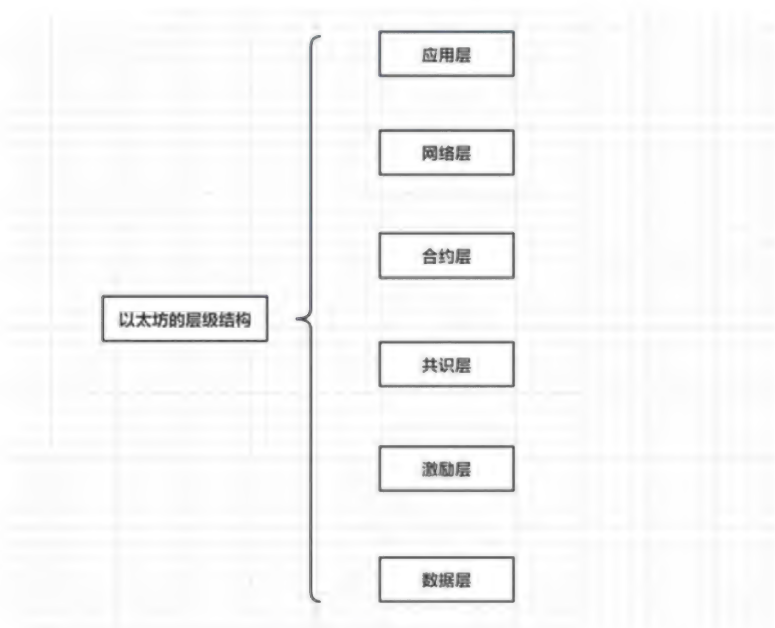 应用层
网络层
合约层
以太坊的层级结构
共识层
激励层
数据层